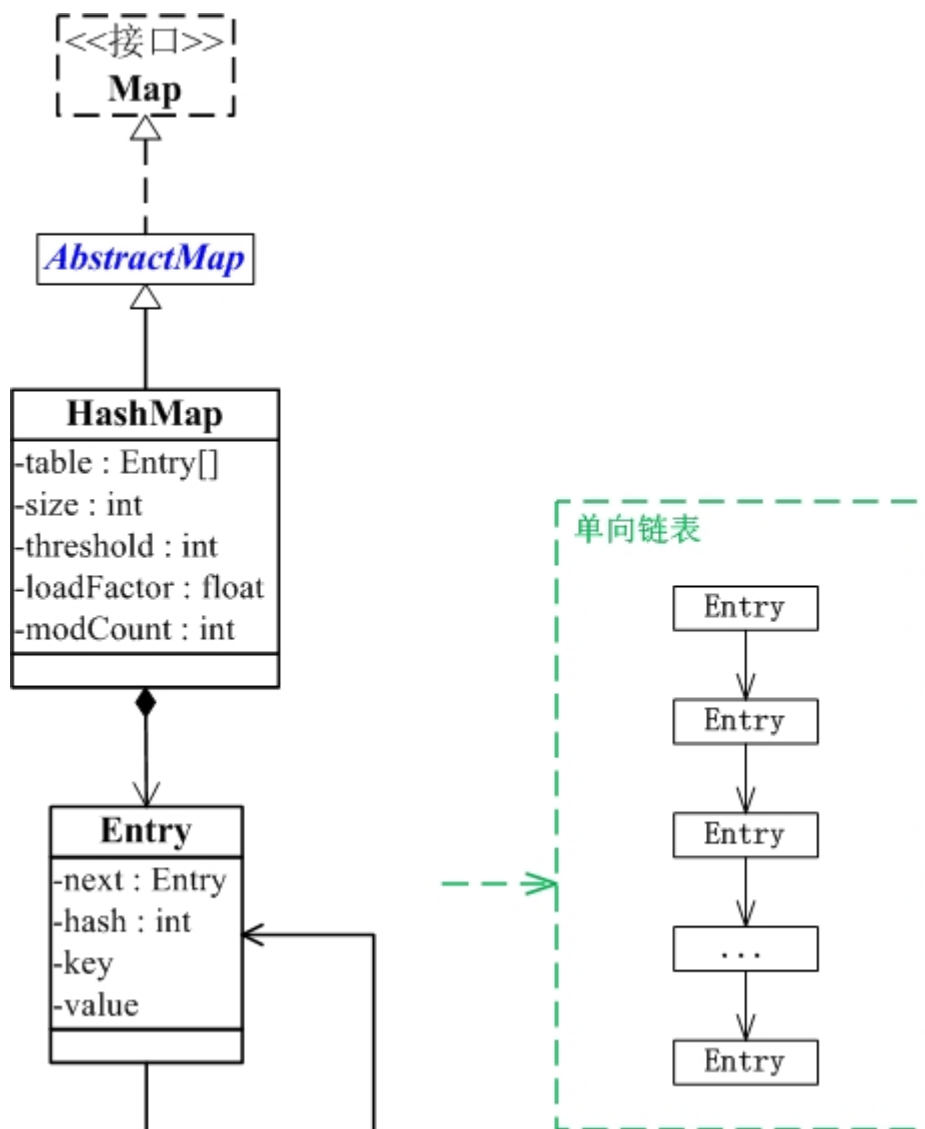 <<接口>>
Map
AbstractMap
HashMap
-table : Entry[]
-size : int
-threshold : int
-loadFactor : float
-modCount : int
Entry
-next : Entry
-hash : int
-key
-value
单向链表
Entry
Entry
Entry
...
Entry